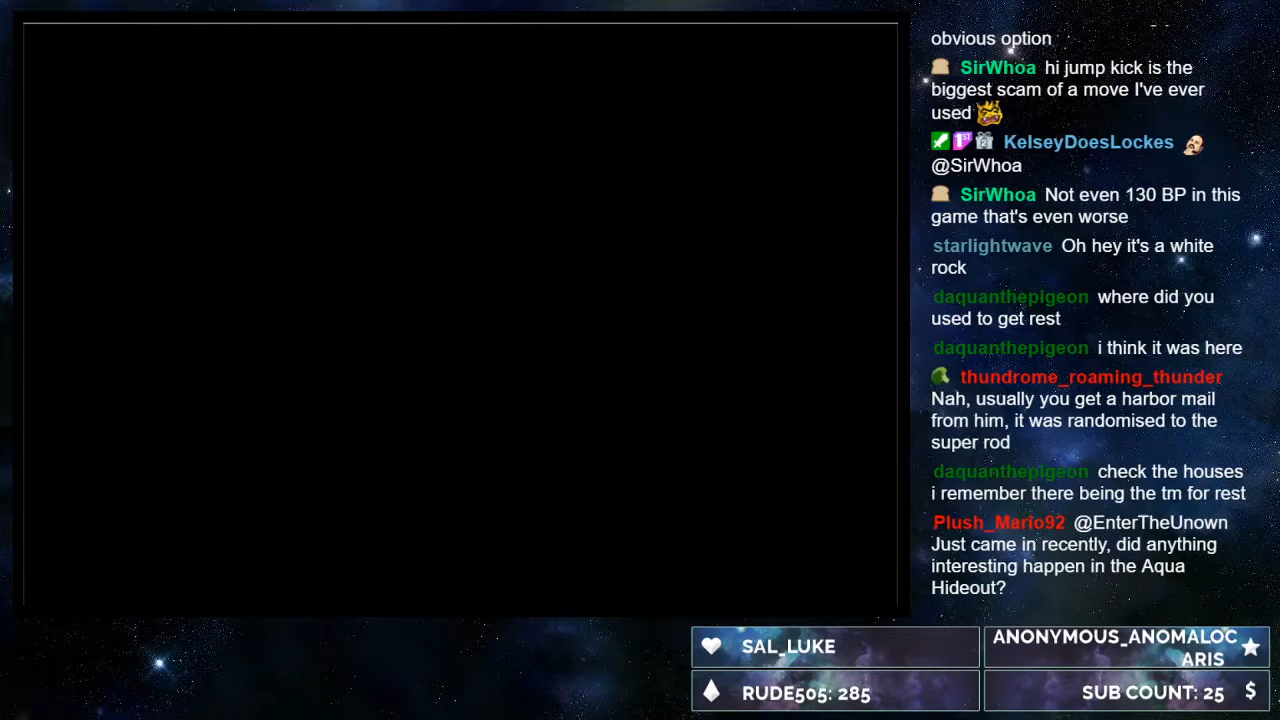 obvious option
SirWhoa hi jump kick is the
biggest scam of a move I've ever
used
KelseyDoesLockes
@SirWhoa
SirWhoa Not even 130 BP in this
game that's even worse
starlightwave Oh hey it's a white
rock
daquanthepigeon where did you
used to get rest
daquanthepigeon i think it was here
thundrome_roaming_thunder
Nah, usually you get a harbor mail
from him, it was randomised to the
super rod
daquanthepigeon check the houses
i remember there being the tm for rest
Plush_Mario92 @EnterTheUnown
Just came in recently, did anything
interesting happen in the Aqua
Hideout?
SAL_LUKE
ANONYMOUS_ANOMALOC
ARIS
RUDE505: 285
SUB COUNT: 25 $